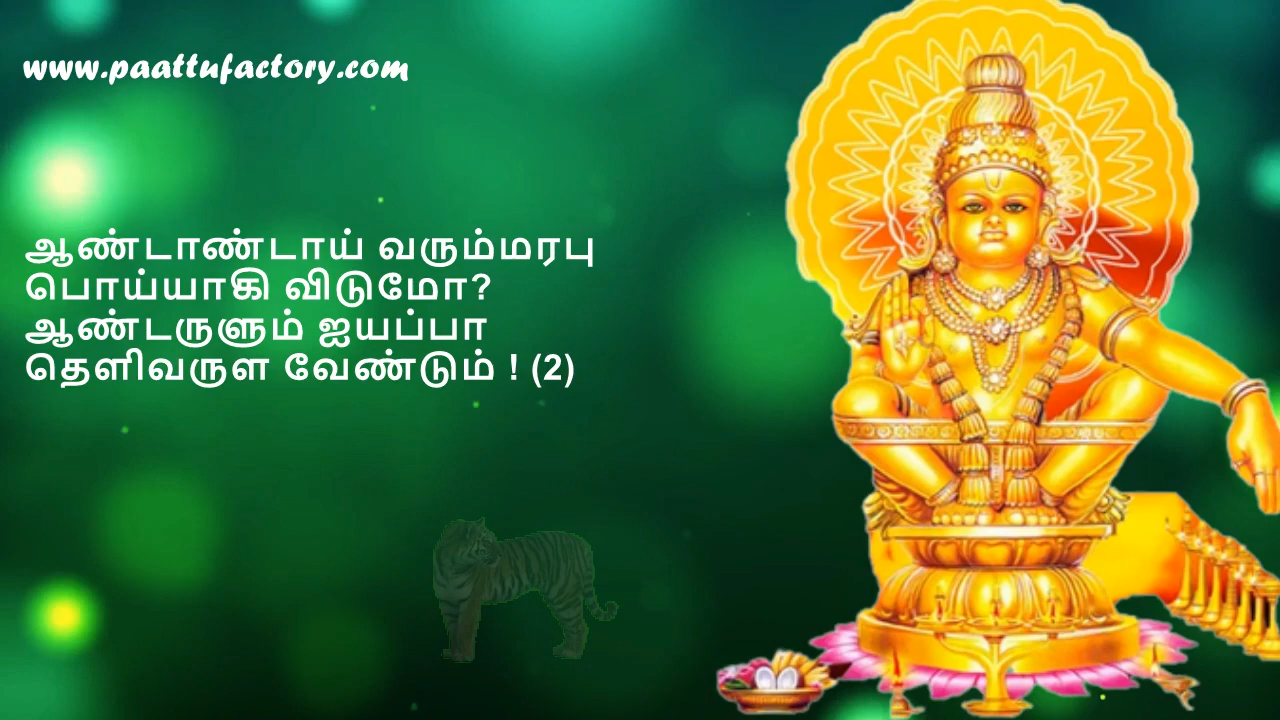 www.paattufactory.com
ஆண்டாண்டாய் வரும்மரபு
பொய்யாகி விடுமோ?
ஆண்டருளும் ஐயப்பா
தெளிவருள வேண்டும் ! (2)